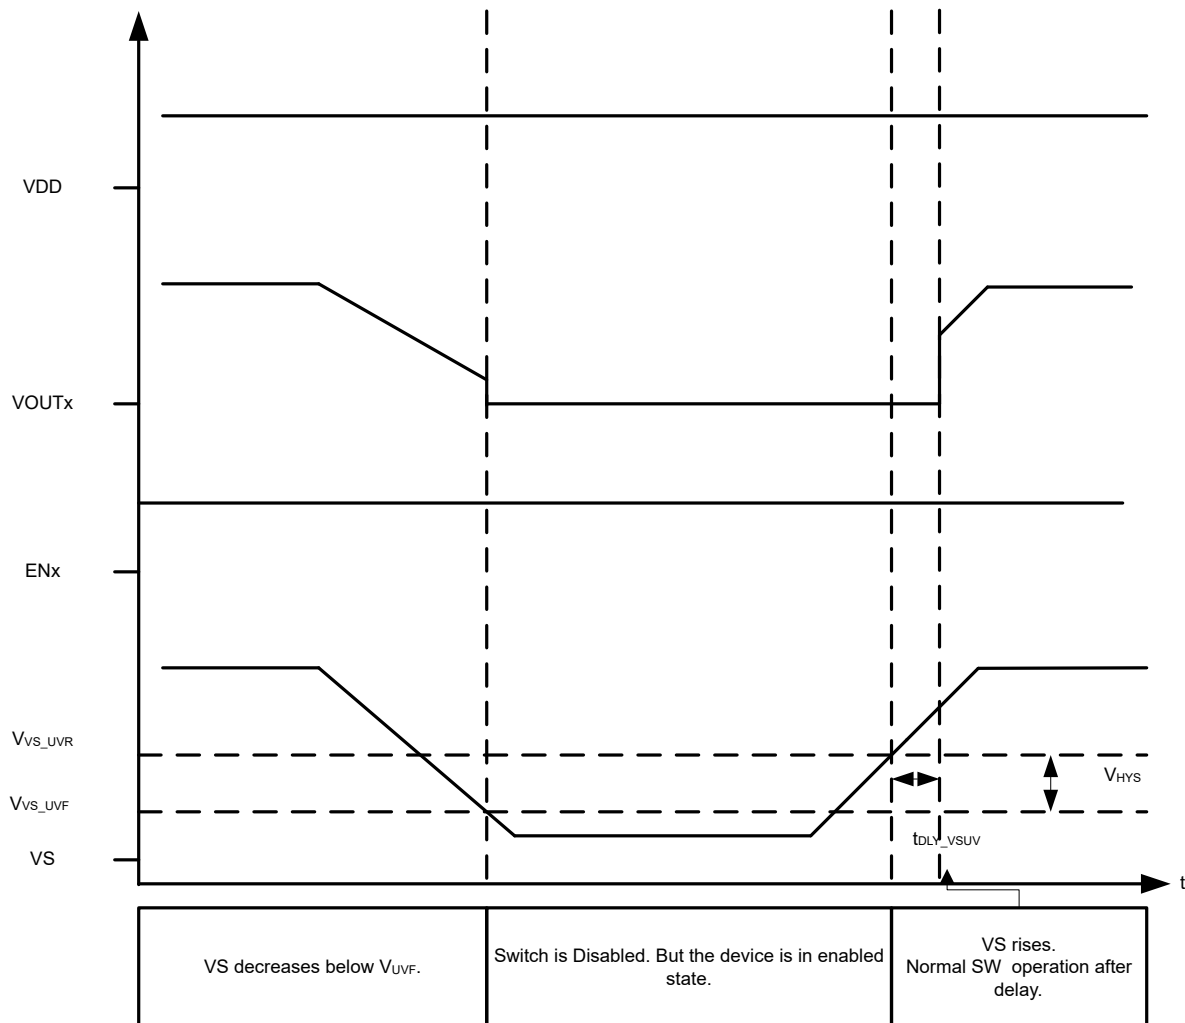 VDD
VOUTx
ENx
VVS_UVR
VHYS
VVS_UVF
tDLY_VSUV
VS
t
VS decreases below VUVF.
Switch is Disabled. But the device is in enabled
state.
VS rises.
Normal SW operation after
delay.